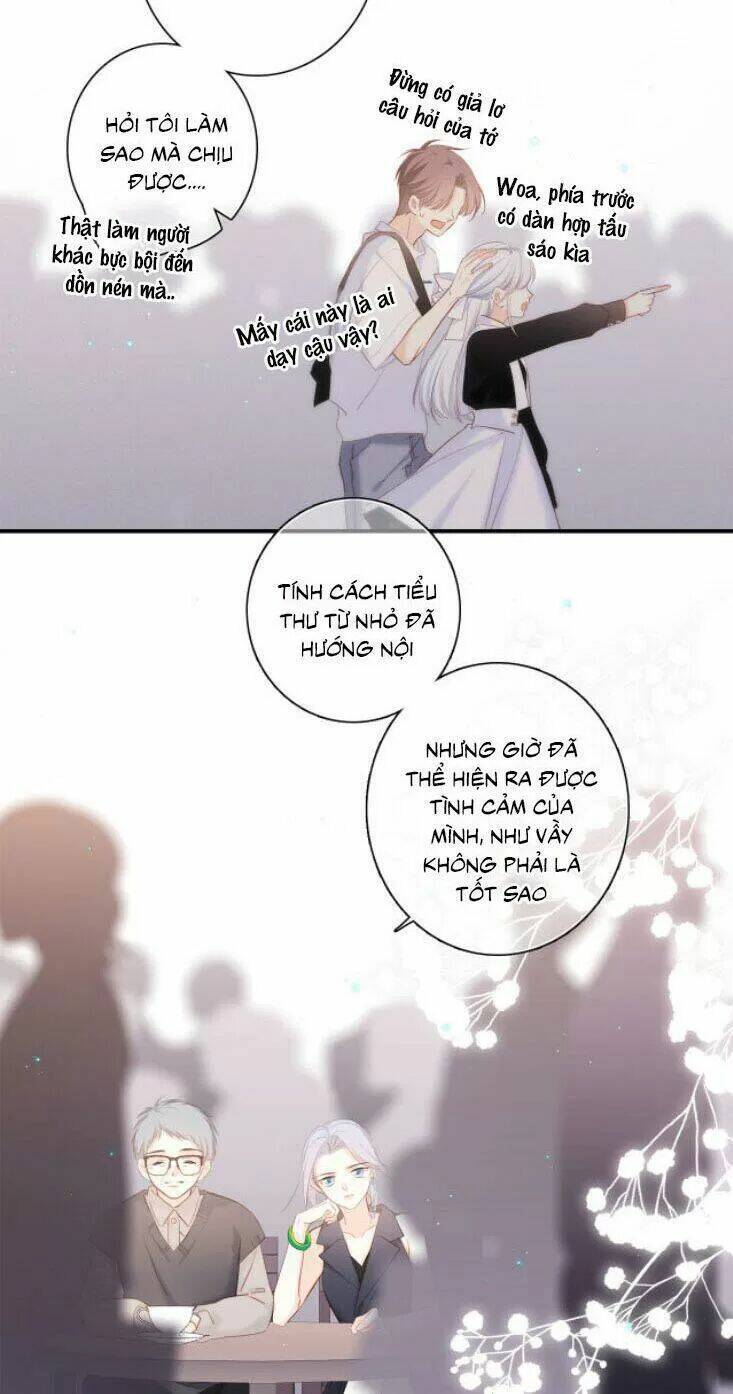 HỎI TÔI LÀM
SAO MÀ CHỊU
ĐƯỢC....
Thật làm người
khác bực bội đến
dồn nén mà..
Đừng có giả lơ
câu hỏi của tớ
Woa, phía trước
có dàn hợp tấu
sáo kìa
Mấy cái này là ai
dạy cậu vậy?
TÍNH CÁCH TIỂU
THƯ TỪ NHỎ ĐÃ
HƯỚNG NỘI
NHƯNG GIỜ ĐÃ
THỂ HIỆN RA ĐƯỢC
TÌNH CẢM CỦA
MÌNH, NHƯ VẦY
KHÔNG PHẢI LÀ
TỐT SAO